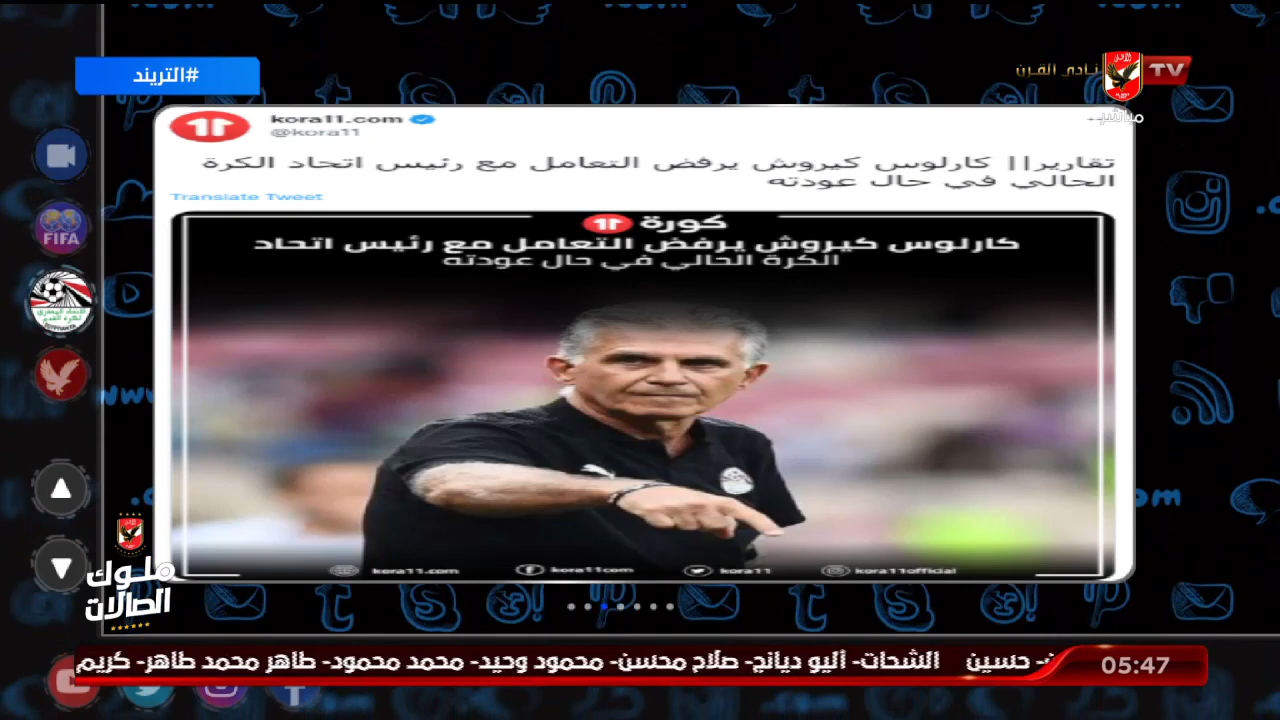 #التريند
نادي القرن
TV
مباشر
kora11.com
@kora11
تقارير|| كارلوس كيروش يرفض التعامل مع رئيس اتحاد الكرة
الحالي في حال عودته
Translate Tweet
كورة 11
كارلوس كيروش يرفض التعامل مع رئيس اتحاد
الكرة الحالي في حال عودته
kora11.com
kora11com
kora11
kora11official
FIFA
ملوك
الصالات
حسين الشحات- أليو ديانج- صلاح محسن- محمود وحيد- محمد محمود- طاهر محمد طاهر- كريم
05:47